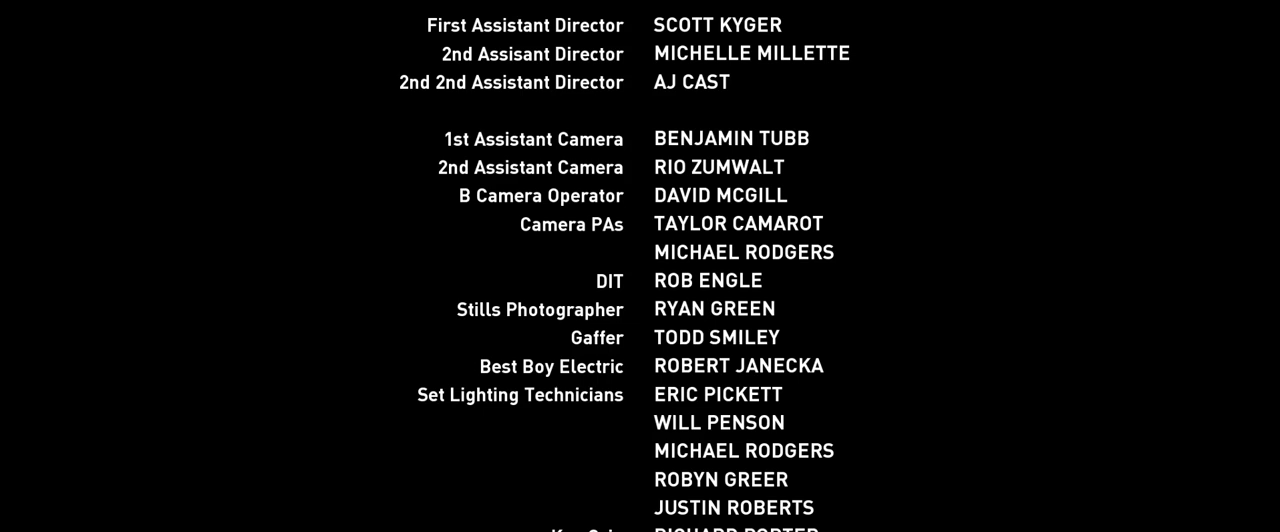 First Assistant Director SCOTT KYGER
2nd Assisant Director MICHELLE MILLETTE
2nd 2nd Assistant Director AJ CAST
1st Assistant Camera BENJAMIN TUBB
2nd Assistant Camera RIO ZUMWALT
B Camera Operator DAVID MCGILL
Camera PAs TAYLOR CAMAROT
MICHAEL RODGERS
DIT ROB ENGLE
Stills Photographer RYAN GREEN
Gaffer TODD SMILEY
Best Boy Electric ROBERT JANECKA
Set Lighting Technicians ERIC PICKETT
WILL PENSON
MICHAEL RODGERS
ROBYN GREER
JUSTIN ROBERTS